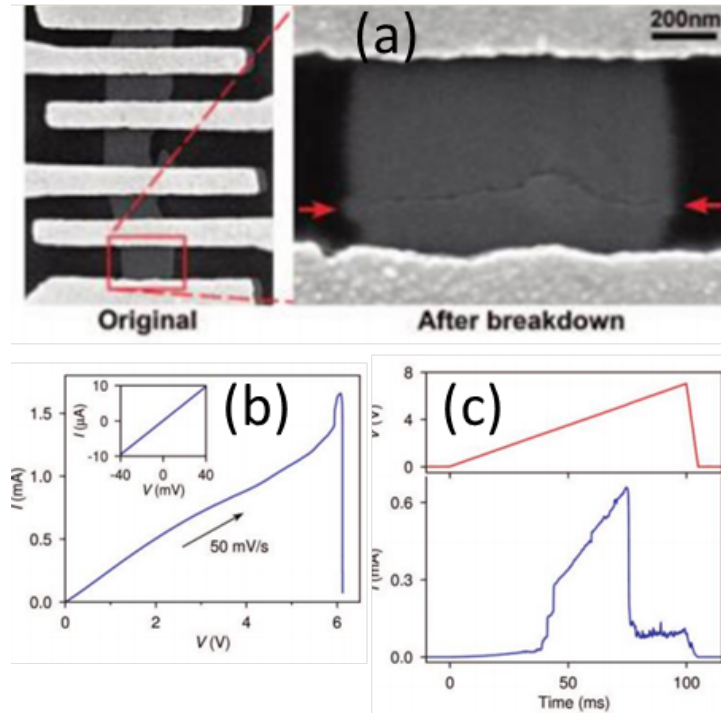 (a)
200nm
Original
After breakdown
(b)
I (mA)
1.5
1.0
0.5
0.0
0
2
4
6
V (V)
50 mV/s
I (µA)
10
0
-10
-40
0
40
V (mV)
(c)
V (V)
8
4
0
I (mA)
0.6
0.3
0.0
0
50
100
Time (ms)